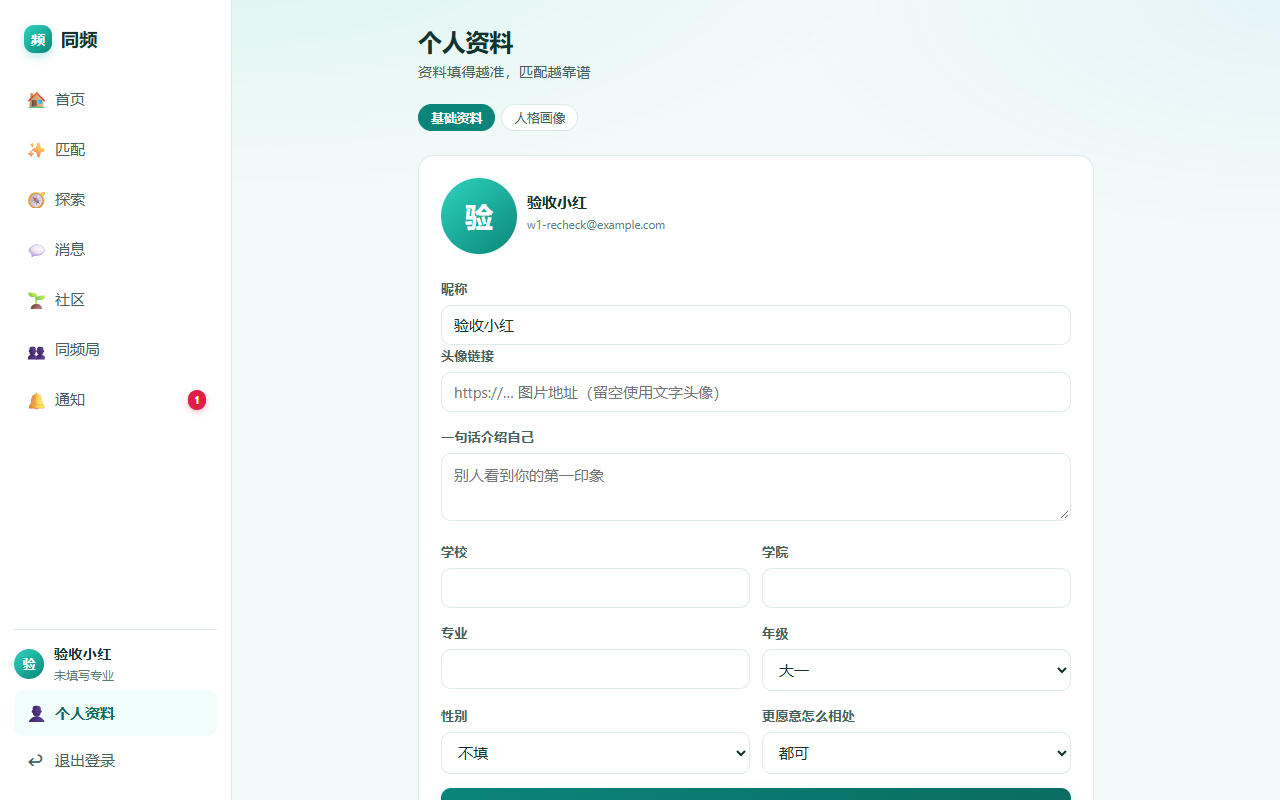 频 同频
首页
匹配
探索
消息
社区
同频局
通知 1
验 验收小红
未填写专业
个人资料
退出登录
个人资料
资料填得越准，匹配越靠谱
基础资料 人格画像
验 验收小红
w1-recheck@example.com
昵称
验收小红
头像链接
https://... 图片地址（留空使用文字头像）
一句话介绍自己
别人看到你的第一印象
学校 学院
专业 年级
大一
性别 更愿意怎么相处
不填 都可